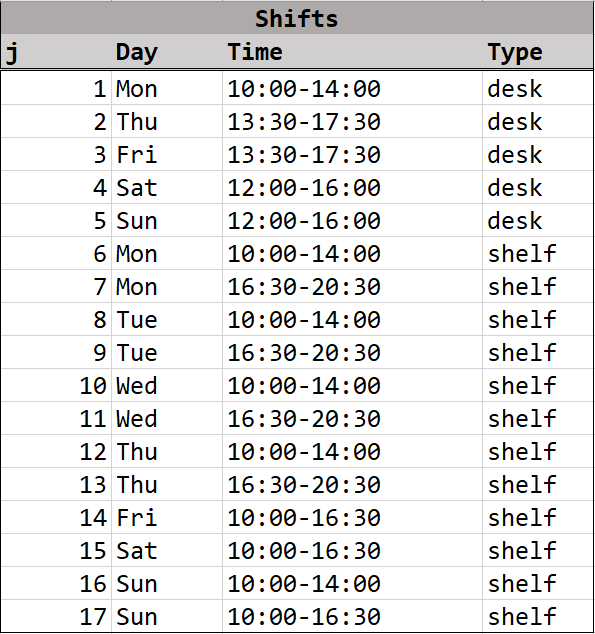 Shifts
j Day Time Type
1 Mon 10:00-14:00 desk
2 Thu 13:30-17:30 desk
3 Fri 13:30-17:30 desk
4 Sat 12:00-16:00 desk
5 Sun 12:00-16:00 desk
6 Mon 10:00-14:00 shelf
7 Mon 16:30-20:30 shelf
8 Tue 10:00-14:00 shelf
9 Tue 16:30-20:30 shelf
10 Wed 10:00-14:00 shelf
11 Wed 16:30-20:30 shelf
12 Thu 10:00-14:00 shelf
13 Thu 16:30-20:30 shelf
14 Fri 10:00-16:30 shelf
15 Sat 10:00-16:30 shelf
16 Sun 10:00-14:00 shelf
17 Sun 10:00-16:30 shelf